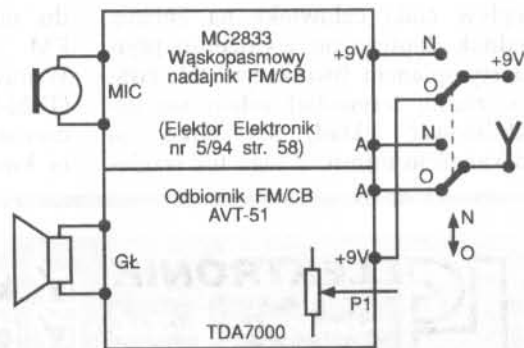 MC2833
Wąskopasmowy
nadajnik FM/CB
(Elektor Elektronik
nr 5/94 str. 58)
MIC
+9V
N
+9V
O
A
N
A
O
Odbiornik FM/CB
AVT-51
GŁ
+9V
N
O
P1
TDA7000